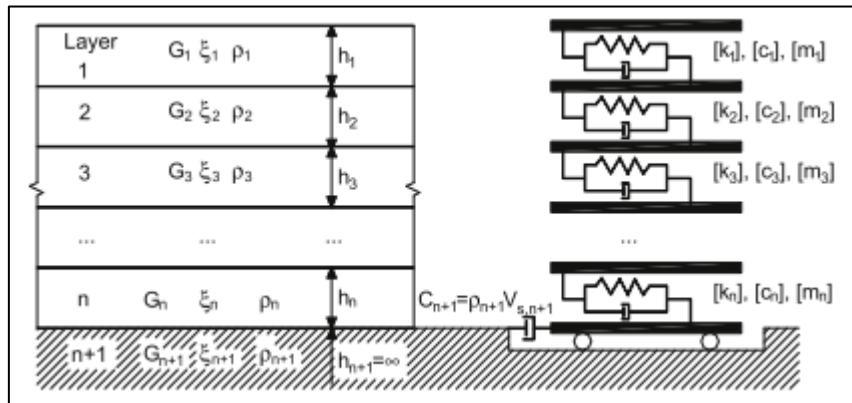 Layer
1 G₁ ξ₁ ρ₁ h₁ [k₁], [c₁], [m₁]
2 G₂ ξ₂ ρ₂ h₂ [k₂], [c₂], [m₂]
3 G₃ ξ₃ ρ₃ h₃ [k₃], [c₃], [m₃]
... ... ... ...
n Gₙ ξₙ ρₙ hₙ Cₙ₊₁=ρₙ₊₁Vₛ,ₙ₊₁ [kₙ], [cₙ], [mₙ]
n+1 Gₙ₊₁ ξₙ₊₁ ρₙ₊₁ hₙ₊₁=∞